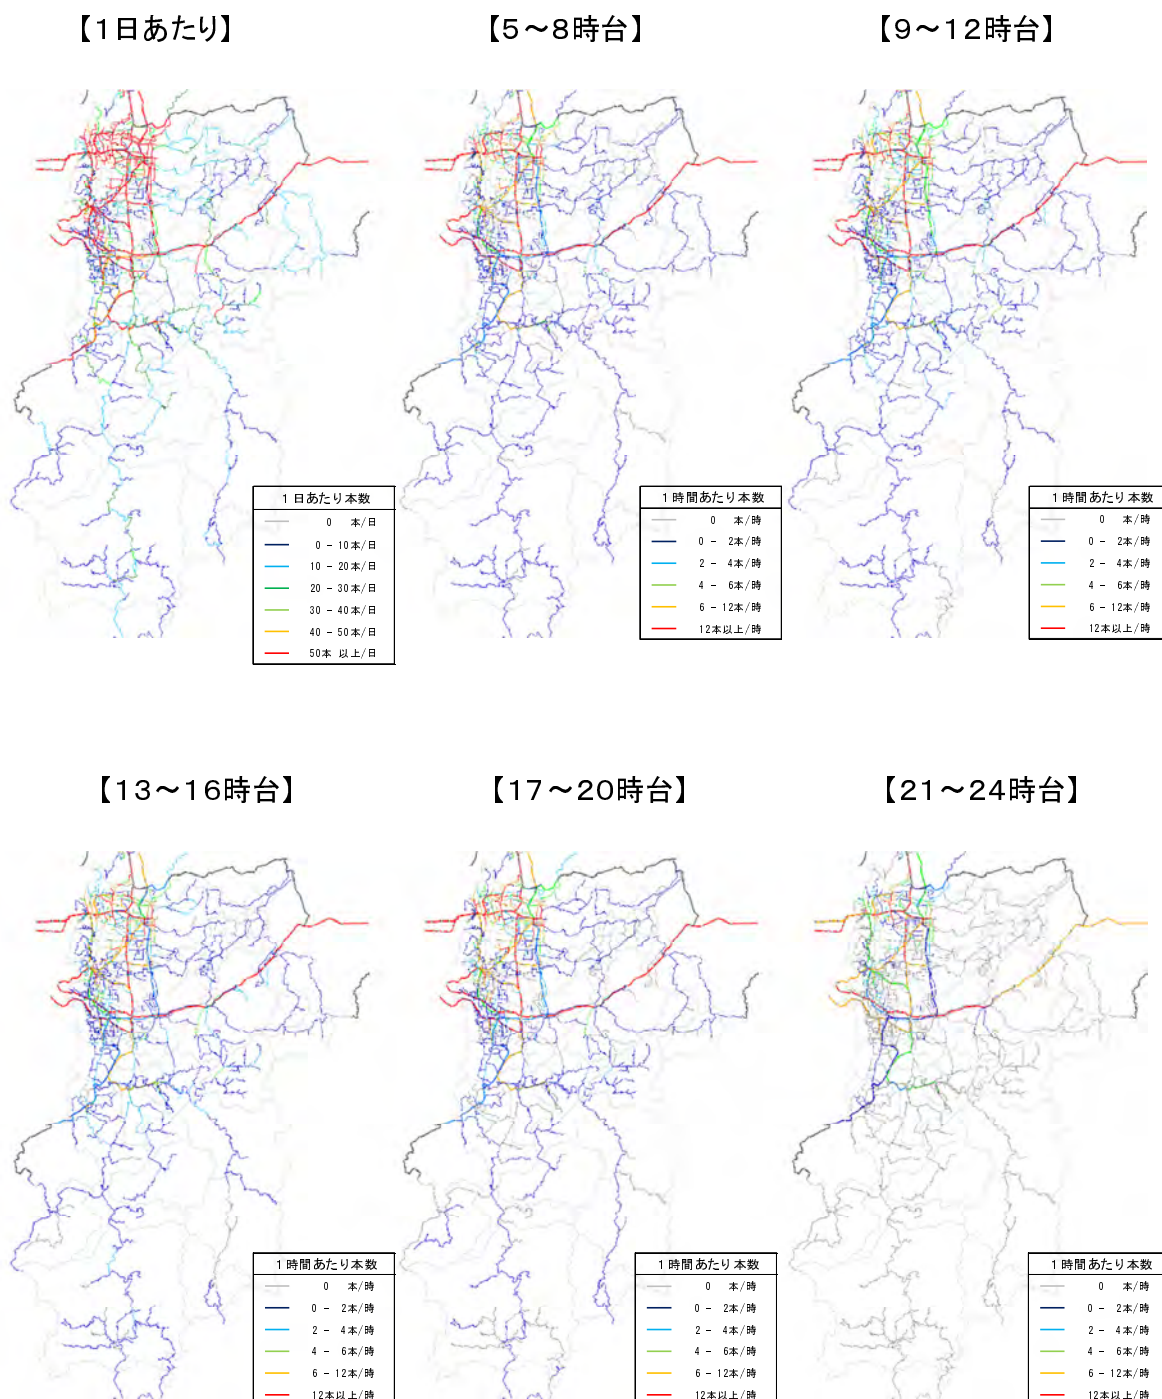 【1日あたり】
【5～8時台】
【9～12時台】
1日あたり本数
0 本/日
0 - 10本/日
10 - 20本/日
20 - 30本/日
30 - 40本/日
40 - 50本/日
50本 以上/日
1時間あたり本数
0 本/時
0 - 2本/時
2 - 4本/時
4 - 6本/時
6 - 12本/時
12本以上/時
1時間あたり本数
0 本/時
0 - 2本/時
2 - 4本/時
4 - 6本/時
6 - 12本/時
12本以上/時
【13～16時台】
【17～20時台】
【21～24時台】
1時間あたり本数
0 本/時
0 - 2本/時
2 - 4本/時
4 - 6本/時
6 - 12本/時
12本以上/時
1時間あたり本数
0 本/時
0 - 2本/時
2 - 4本/時
4 - 6本/時
6 - 12本/時
12本以上/時
1時間あたり本数
0 本/時
0 - 2本/時
2 - 4本/時
4 - 6本/時
6 - 12本/時
12本以上/時